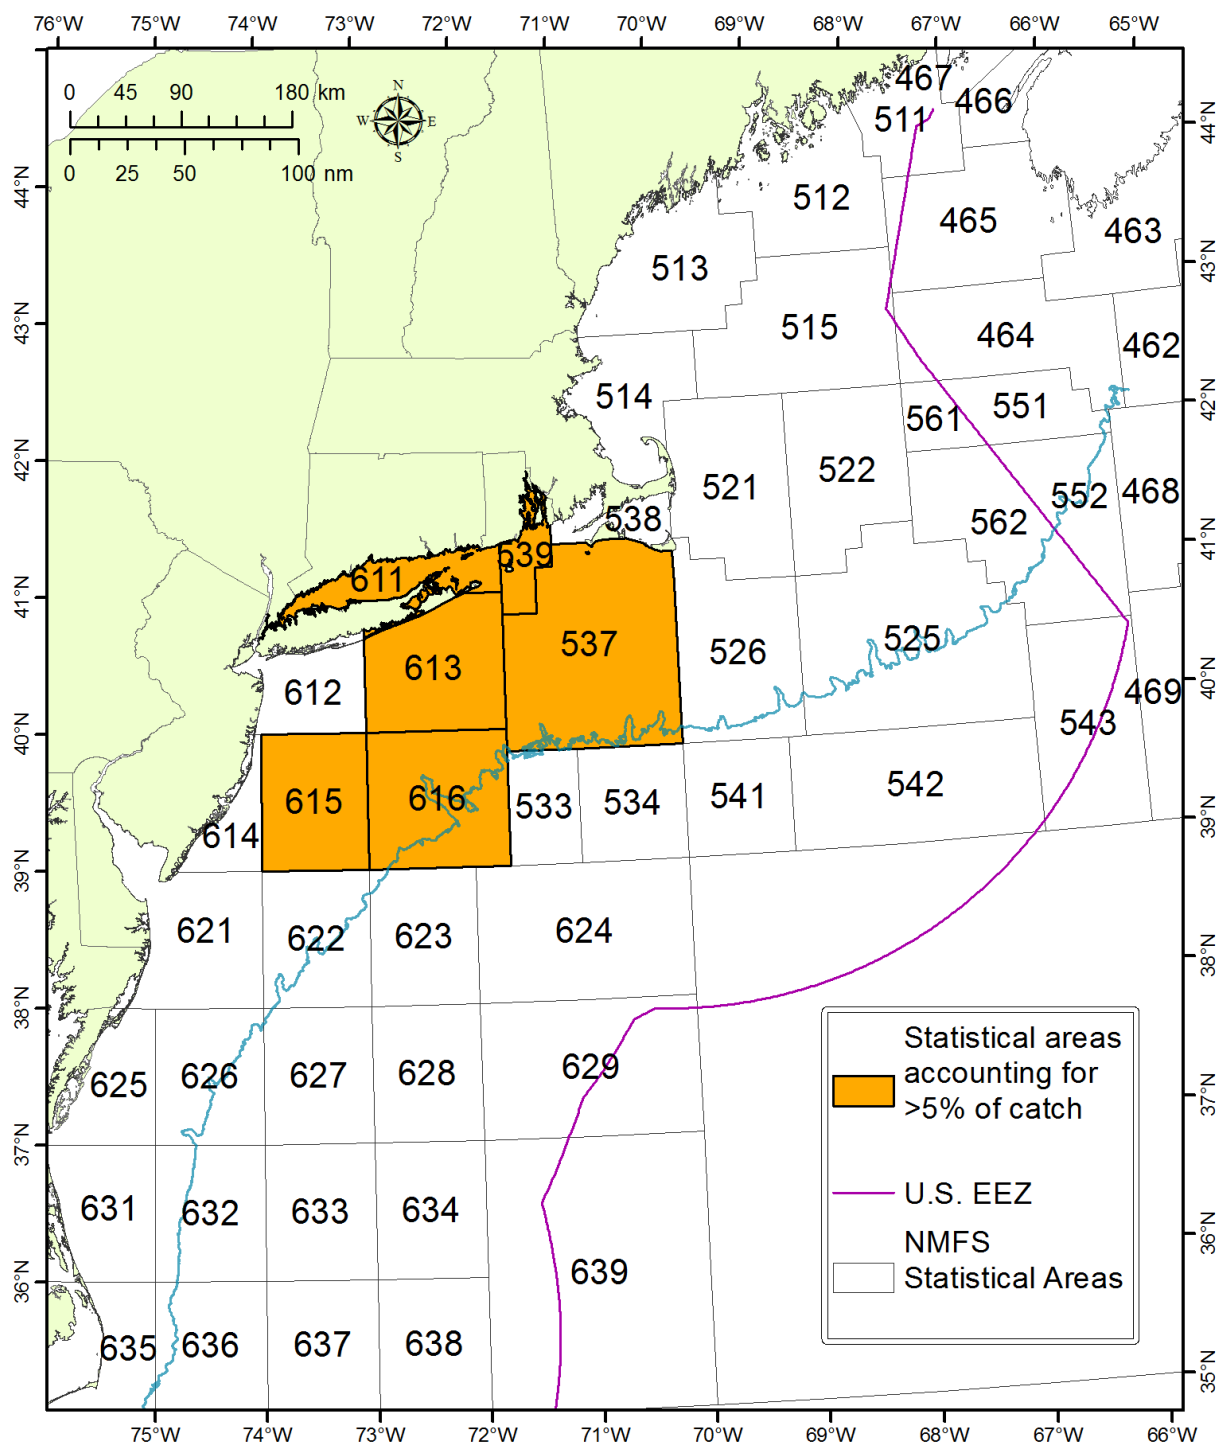 76°W 75°W 74°W 73°W 72°W 71°W 70°W 69°W 68°W 67°W 66°W 65°W
0 45 90 180 km
0 25 50 100 nm
N
W E
S
467
466
511
44°N
44°N
512
465
463
43°N
513
515
464
462
43°N
514
561
551
42°N
42°N
521
522
552
468
538
562
41°N
539
611
41°N
537
613
526
525
612
469
40°N
543
40°N
615
616
533
534
541
542
39°N
614
39°N
621
622
623
624
38°N
38°N
625
626
627
628
629
37°N
37°N
631
632
633
634
639
36°N
36°N
635
636
637
638
35°N
Statistical areas
accounting for
>5% of catch
U.S. EEZ
NMFS
Statistical Areas
75°W 74°W 73°W 72°W 71°W 70°W 69°W 68°W 67°W 66°W